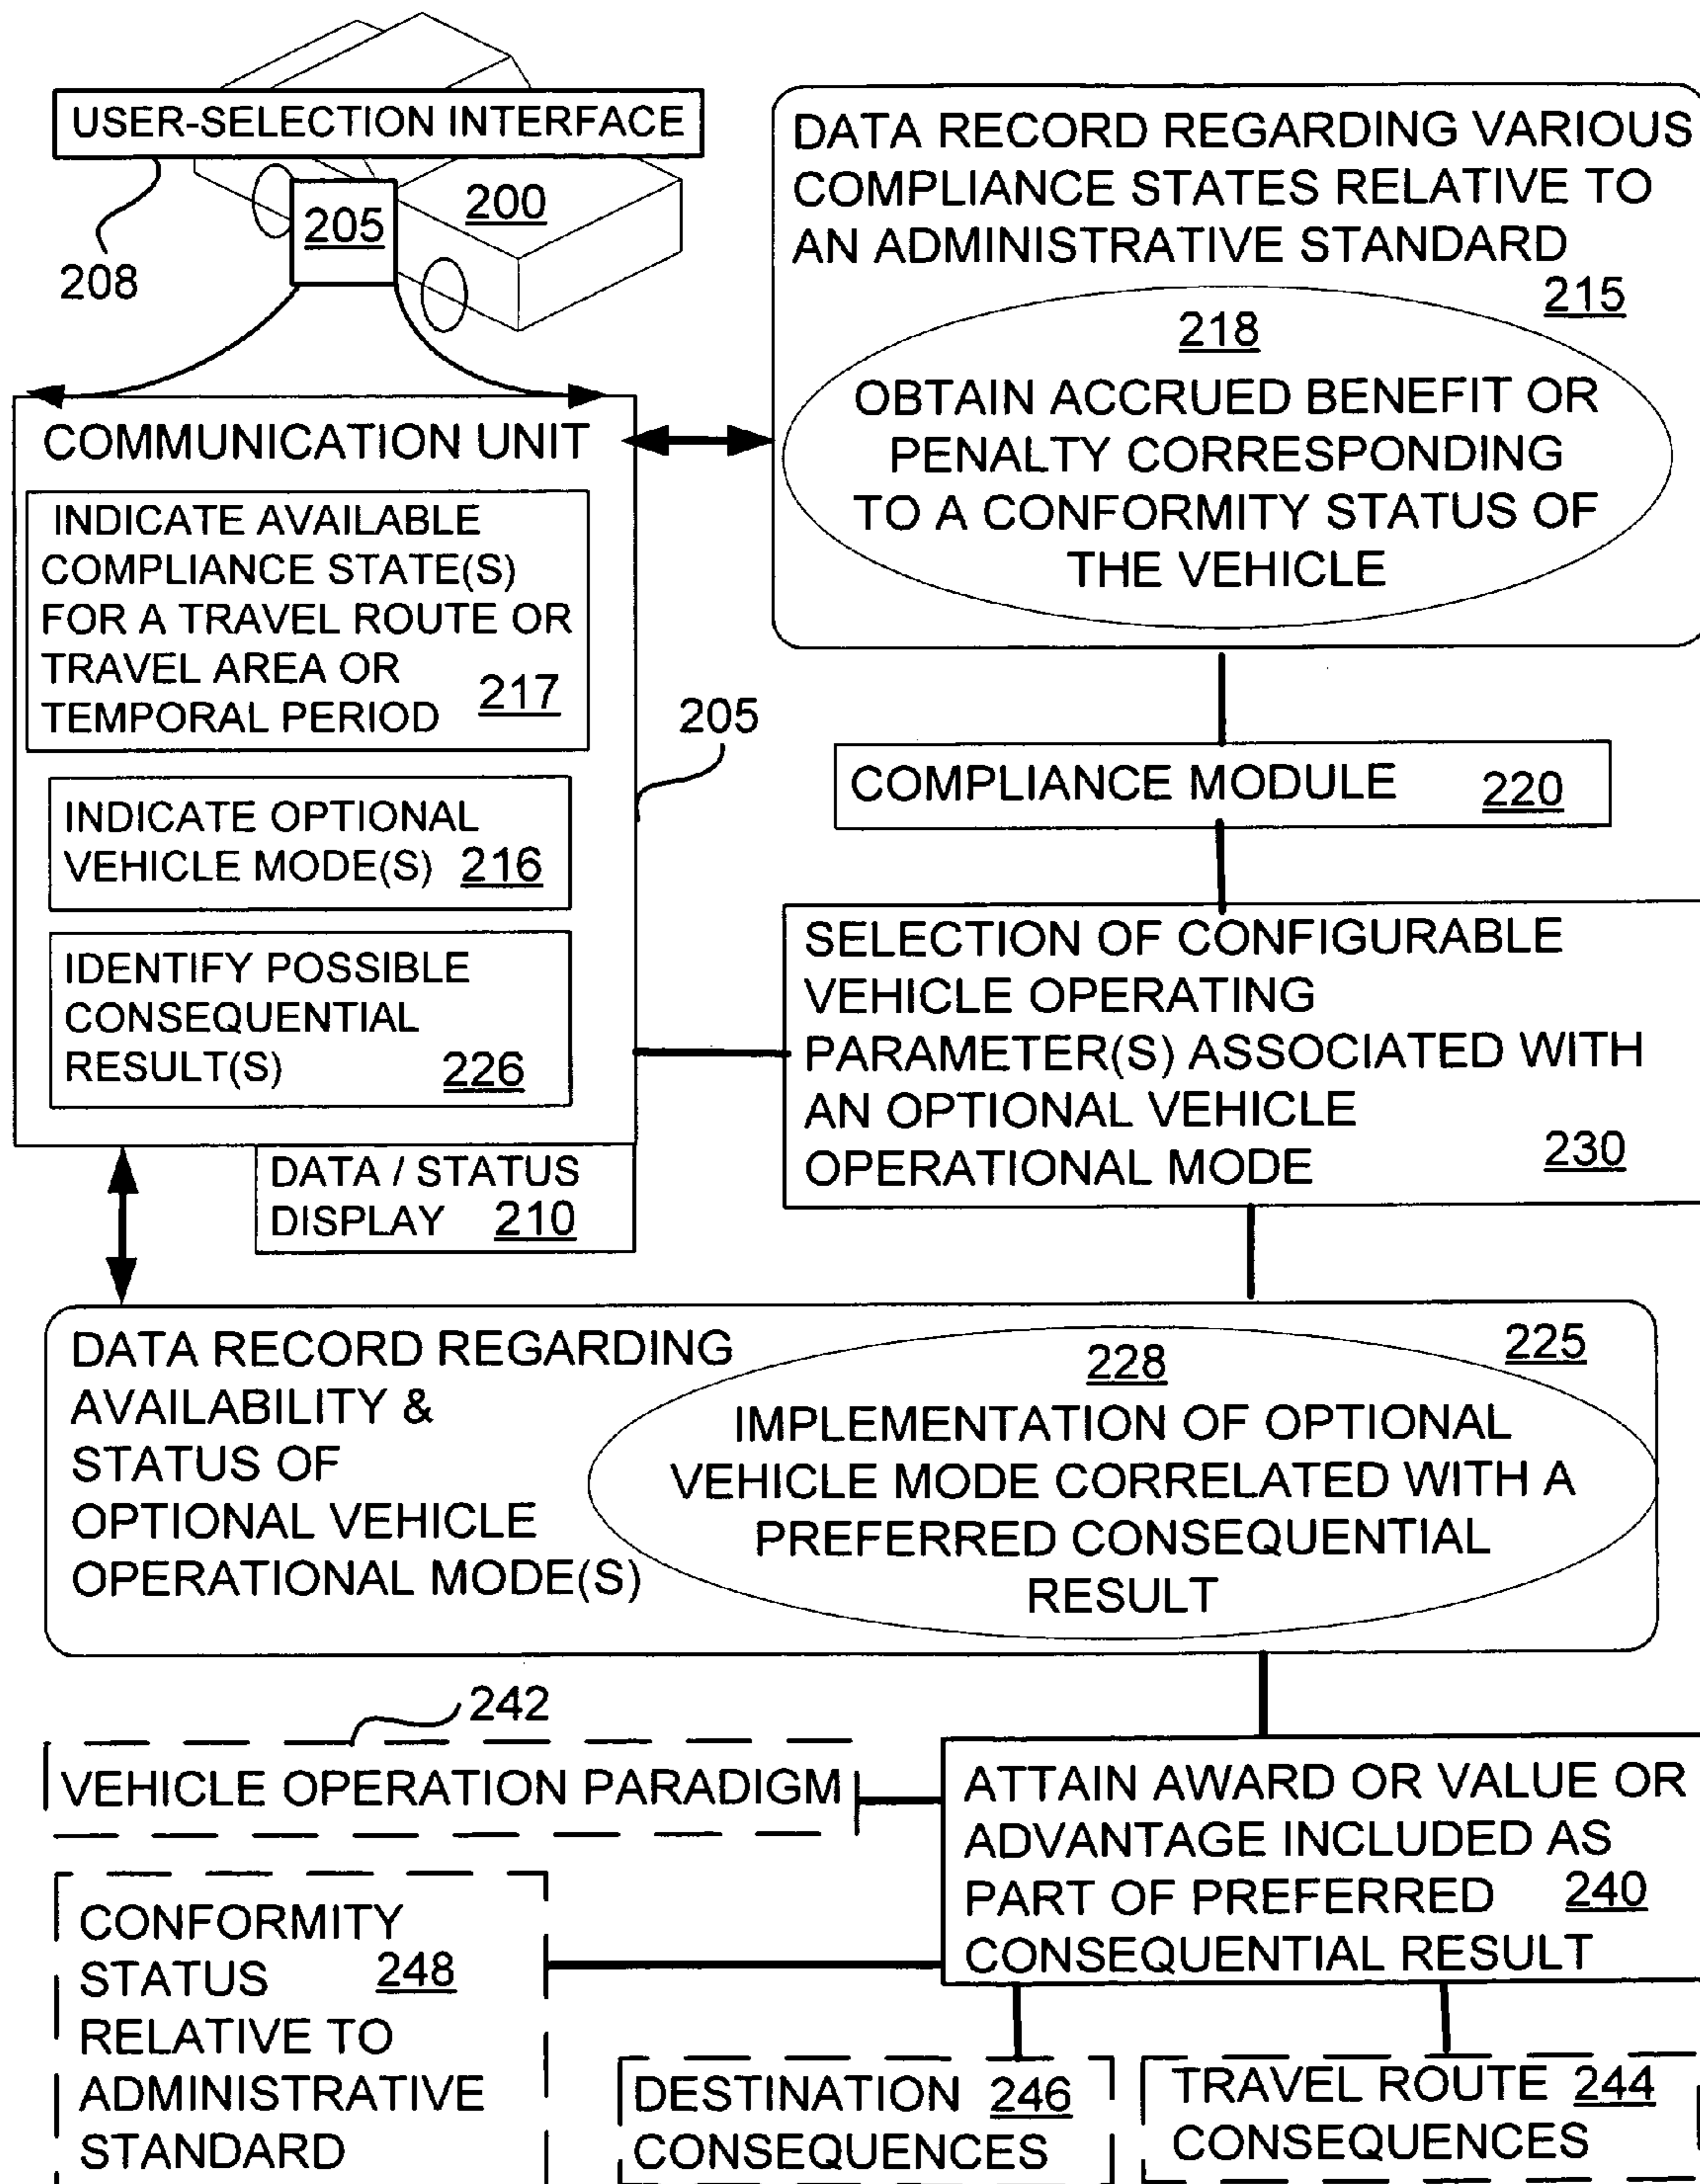 USER-SELECTION INTERFACE
200
205
208
DATA RECORD REGARDING VARIOUS
COMPLIANCE STATES RELATIVE TO
AN ADMINISTRATIVE STANDARD
215
218
OBTAIN ACCRUED BENEFIT OR
PENALTY CORRESPONDING
TO A CONFORMITY STATUS OF
THE VEHICLE
COMMUNICATION UNIT
INDICATE AVAILABLE
COMPLIANCE STATE(S)
FOR A TRAVEL ROUTE OR
TRAVEL AREA OR
TEMPORAL PERIOD 217
205
INDICATE OPTIONAL
VEHICLE MODE(S) 216
IDENTIFY POSSIBLE
CONSEQUENTIAL
RESULT(S) 226
DATA / STATUS
DISPLAY 210
COMPLIANCE MODULE 220
SELECTION OF CONFIGURABLE
VEHICLE OPERATING
PARAMETER(S) ASSOCIATED WITH
AN OPTIONAL VEHICLE
OPERATIONAL MODE 230
DATA RECORD REGARDING
AVAILABILITY &
STATUS OF
OPTIONAL VEHICLE
OPERATIONAL MODE(S)
225
228
IMPLEMENTATION OF OPTIONAL
VEHICLE MODE CORRELATED WITH A
PREFERRED CONSEQUENTIAL
RESULT
242
VEHICLE OPERATION PARADIGM
ATTAIN AWARD OR VALUE OR
ADVANTAGE INCLUDED AS
PART OF PREFERRED 240
CONSEQUENTIAL RESULT
CONFORMITY
STATUS 248
RELATIVE TO
ADMINISTRATIVE
STANDARD
DESTINATION 246
CONSEQUENCES
TRAVEL ROUTE 244
CONSEQUENCES